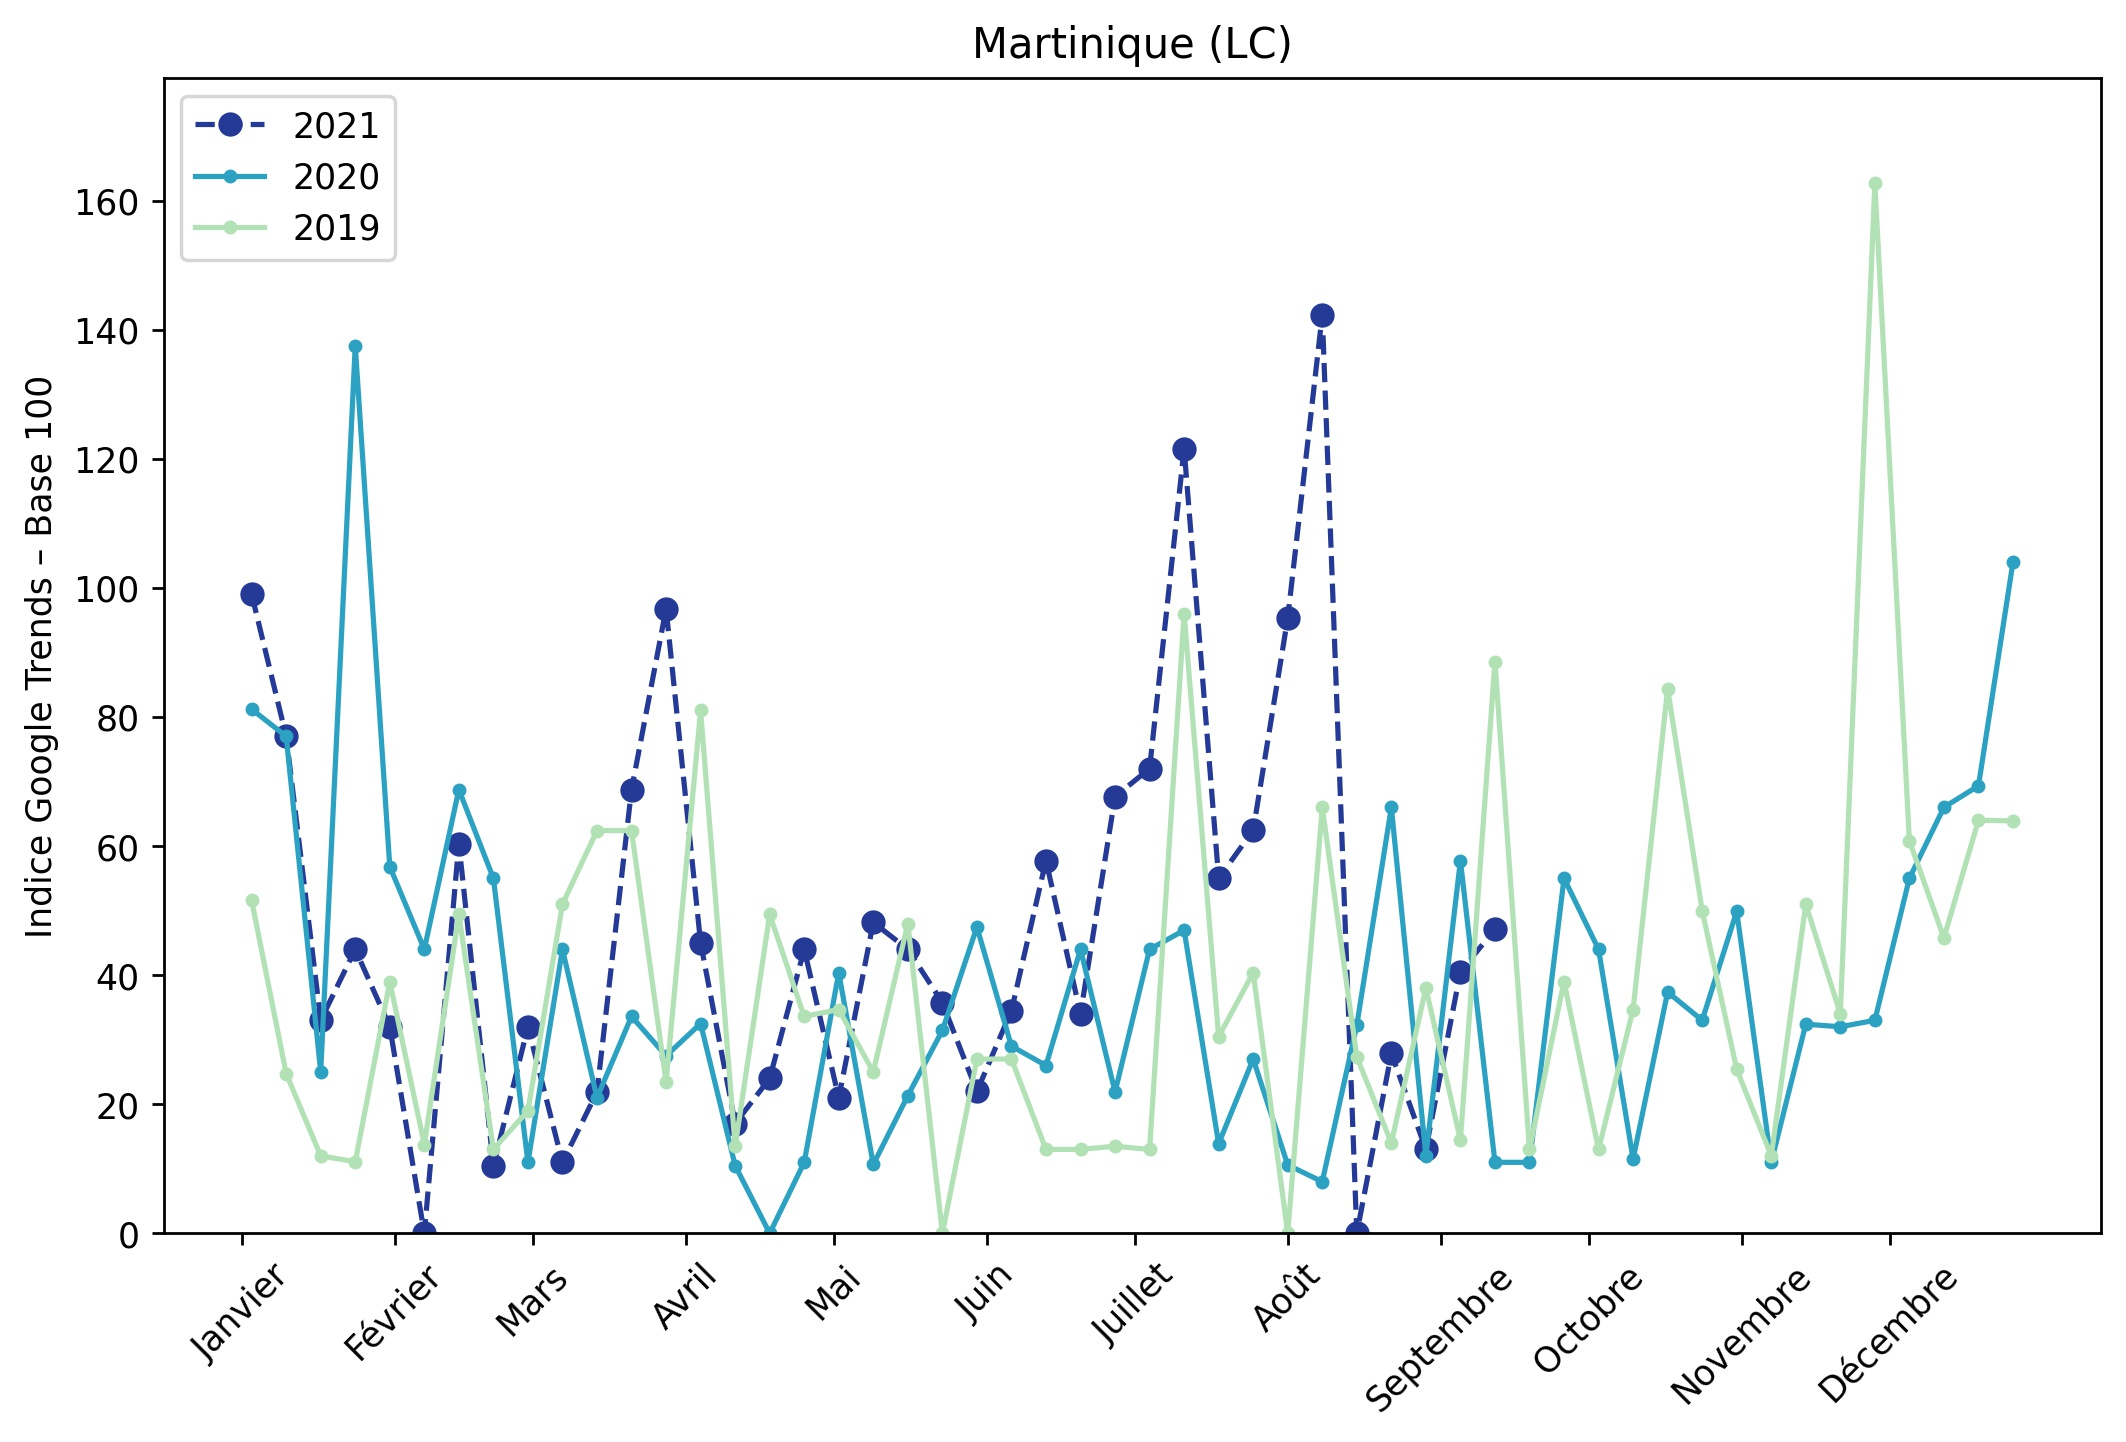 Martinique (LC)
2021
2020
2019
Indice Google Trends – Base 100
160
140
120
100
80
60
40
20
0
Janvier
Février
Mars
Avril
Mai
Juin
Juillet
Août
Septembre
Octobre
Novembre
Décembre